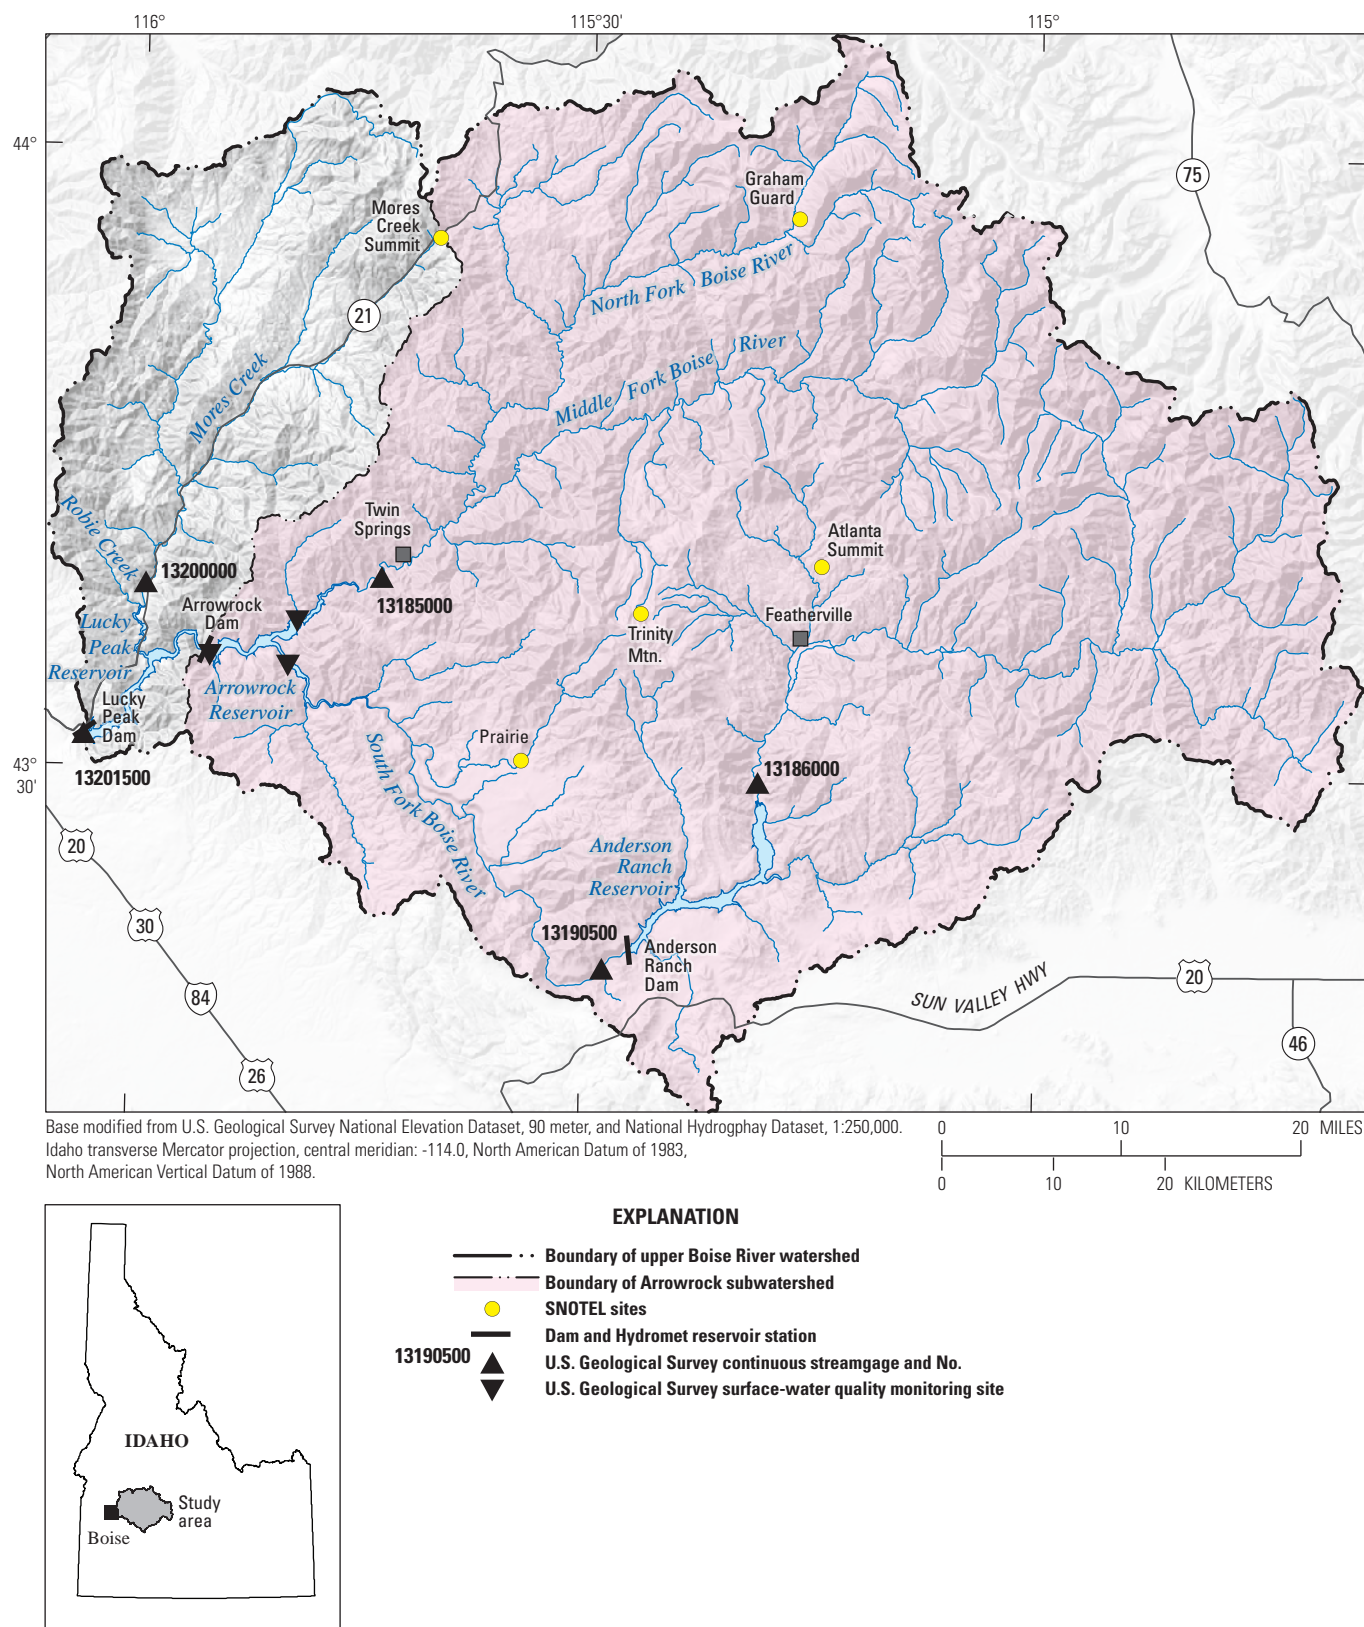 116°
115°30'
115°
44°
75
Graham
Guard
Mores
Creek
Summit
North Fork Boise River
21
Middle Fork Boise River
Mores Creek
Twin
Springs
Robie Creek
Atlanta
Summit
13200000
13185000
Arrowrock
Dam
Lucky
Peak
Reservoir
Featherville
Trinity
Mtn.
Arrowrock
Reservoir
Lucky
Peak
Dam
Prairie
South Fork Boise River
43°
30'
13201500
13186000
20
Anderson
Ranch
Reservoir
30
13190500
Anderson
Ranch
Dam
SUN VALLEY HWY
20
84
46
26
Base modified from U.S. Geological Survey National Elevation Dataset, 90 meter, and National Hydrogphay Dataset, 1:250,000.
Idaho transverse Mercator projection, central meridian: -114.0, North American Datum of 1983,
North American Vertical Datum of 1988.
0 10 20 MILES
0 10 20 KILOMETERS
EXPLANATION
Boundary of upper Boise River watershed
Boundary of Arrowrock subwatershed
SNOTEL sites
Dam and Hydromet reservoir station
13190500 U.S. Geological Survey continuous streamgage and No.
U.S. Geological Survey surface-water quality monitoring site
IDAHO
Study
area
Boise